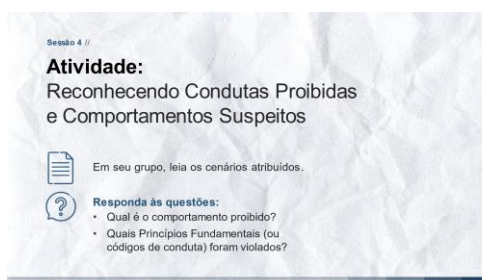 Sessão 4 //
Atividade:
Reconhecendo Condutas Proibidas
e Comportamentos Suspeitos
Em seu grupo, leia os cenários atribuídos.
Responda às questões:
• Qual é o comportamento proibido?
• Quais Princípios Fundamentais (ou
códigos de conduta) foram violados?